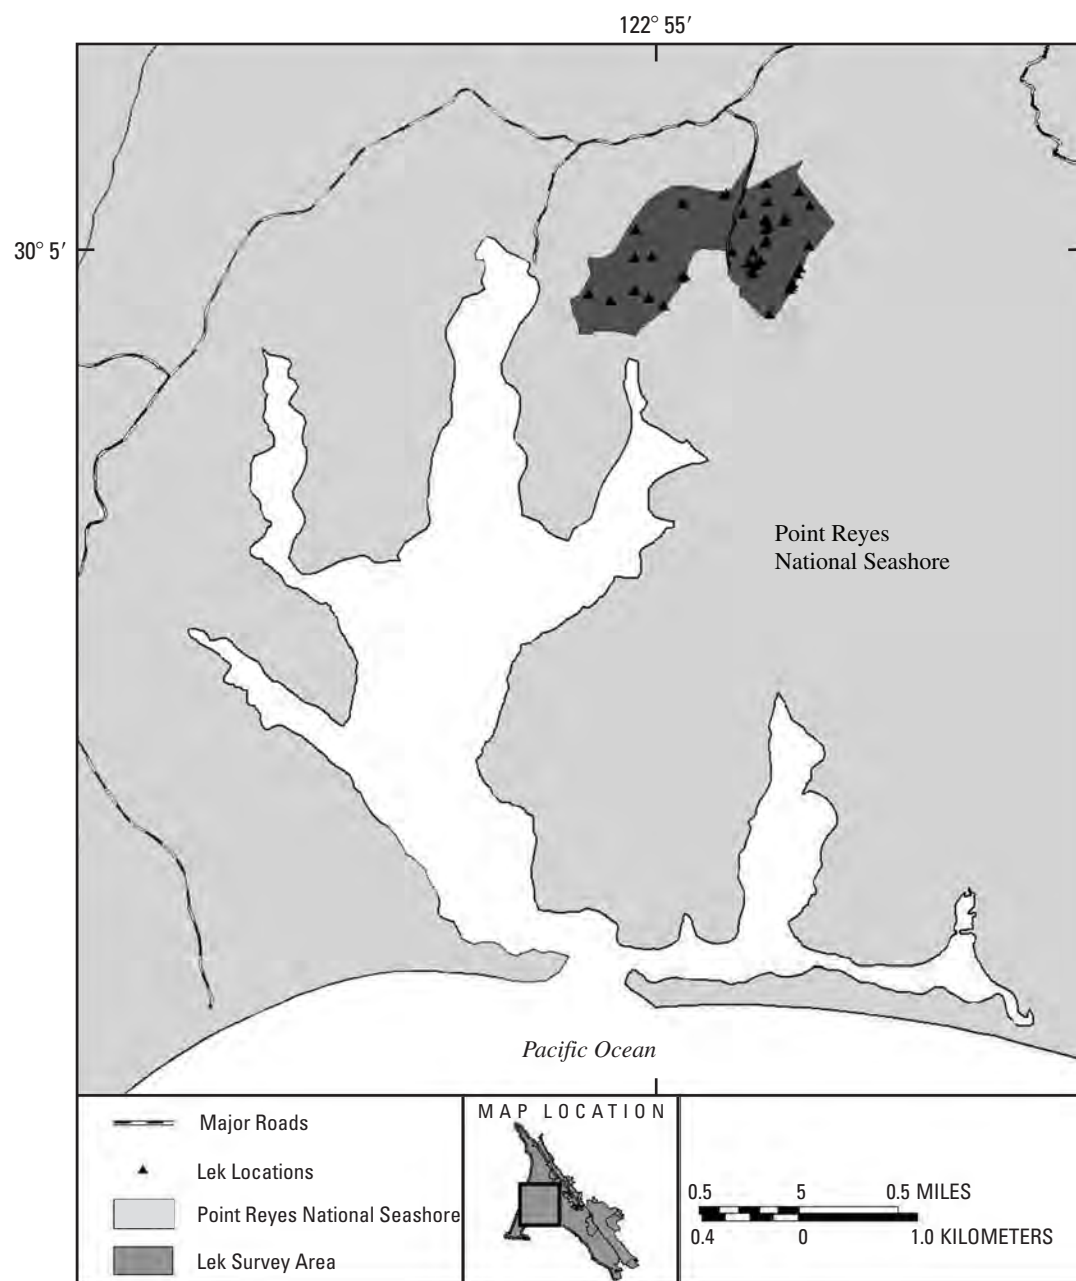 122° 55′
30° 5′
Point Reyes
National Seashore
Pacific Ocean
Major Roads
Lek Locations
Point Reyes National Seashore
Lek Survey Area
MAP LOCATION
0.5 5 0.5 MILES
0.4 0 1.0 KILOMETERS